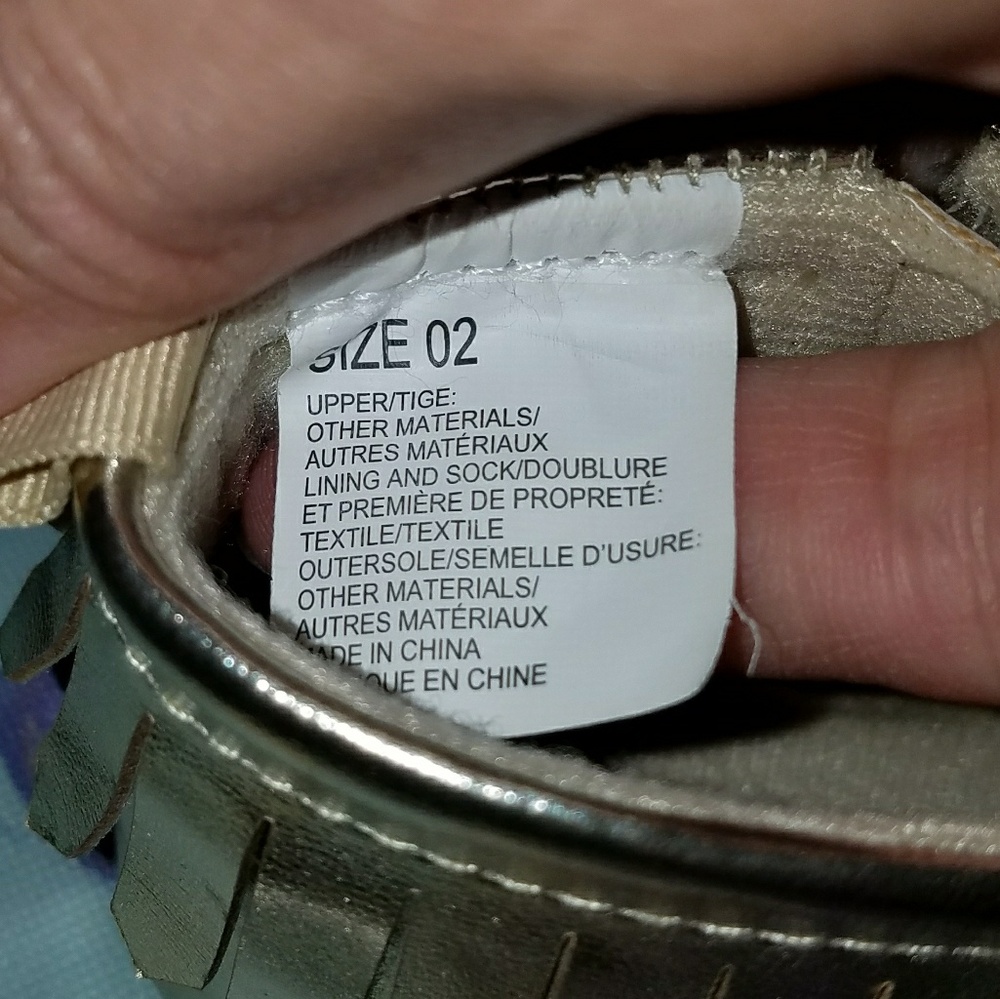 SIZE 02
UPPER/TIGE:
OTHER MATERIALS/
AUTRES MATÉRIAUX
LINING AND SOCK/DOUBLURE
ET PREMIÈRE DE PROPRETÉ:
TEXTILE/TEXTILE
OUTERSOLE/SEMELLE D'USURE:
OTHER MATERIALS/
AUTRES MATÉRIAUX
MADE IN CHINA
EN CHINE